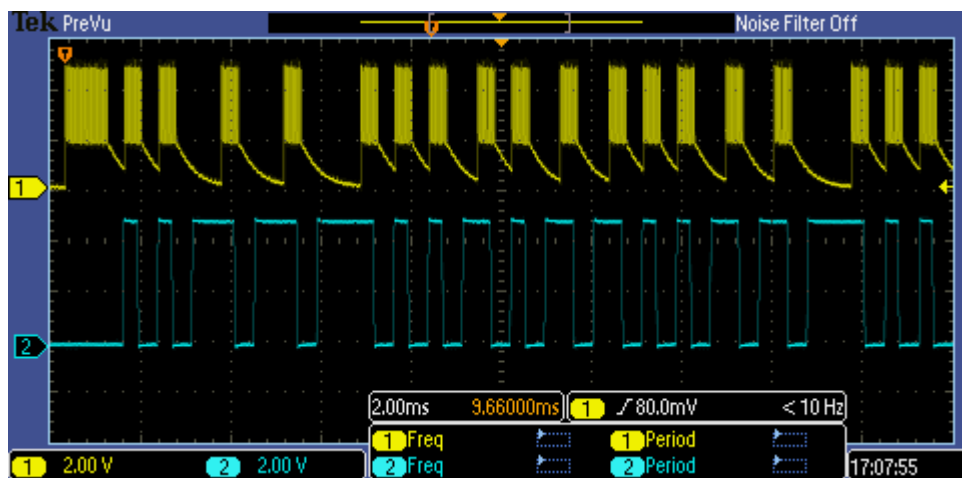 Tek PreVu Noise Filter Off
T
T
1
2
2.00ms 9.66000ms 1 80.0mV < 10 Hz
1 Freq 1 Period
2 Freq 2 Period
1 2.00 V 2 2.00 V 17:07:55